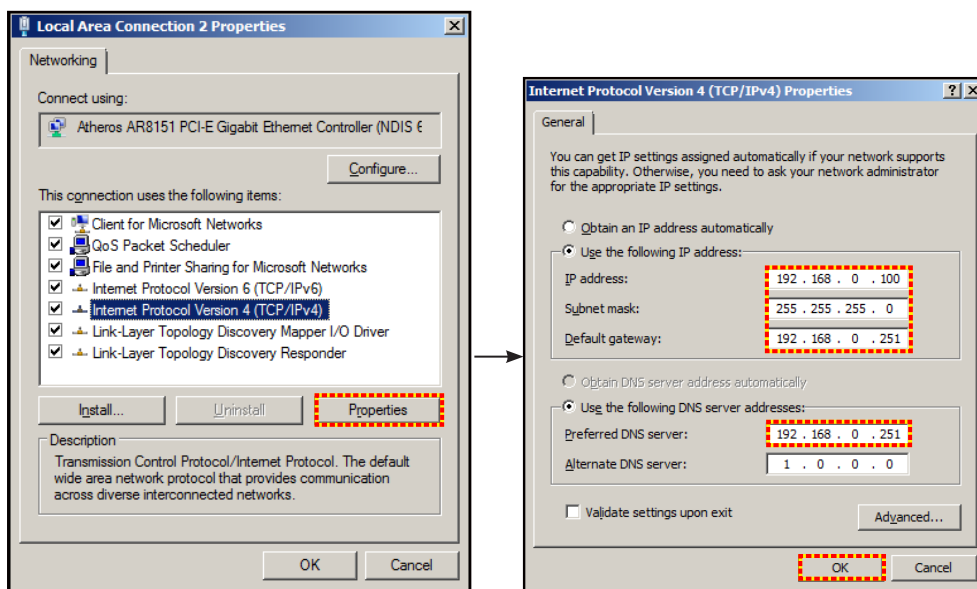 Local Area Connection 2 Properties
Networking
Connect using:
Atheros AR8151 PCI-E Gigabit Ethernet Controller (NDIS 6
Configure...
This connection uses the following items:
Client for Microsoft Networks
QoS Packet Scheduler
File and Printer Sharing for Microsoft Networks
Internet Protocol Version 6 (TCP/IPv6)
Internet Protocol Version 4 (TCP/IPv4)
Link-Layer Topology Discovery Mapper I/O Driver
Link-Layer Topology Discovery Responder
Install...
Uninstall
Properties
Description
Transmission Control Protocol/Internet Protocol. The default
wide area network protocol that provides communication
across diverse interconnected networks.
OK
Cancel
Internet Protocol Version 4 (TCP/IPv4) Properties
General
You can get IP settings assigned automatically if your network supports
this capability. Otherwise, you need to ask your network administrator
for the appropriate IP settings.
Obtain an IP address automatically
Use the following IP address:
IP address: 192 . 168 . 0 . 100
Subnet mask: 255 . 255 . 255 . 0
Default gateway: 192 . 168 . 0 . 251
Obtain DNS server address automatically
Use the following DNS server addresses:
Preferred DNS server: 192 . 168 . 0 . 251
Alternate DNS server: 1 . 0 . 0 . 0
Validate settings upon exit
Advanced...
OK
Cancel